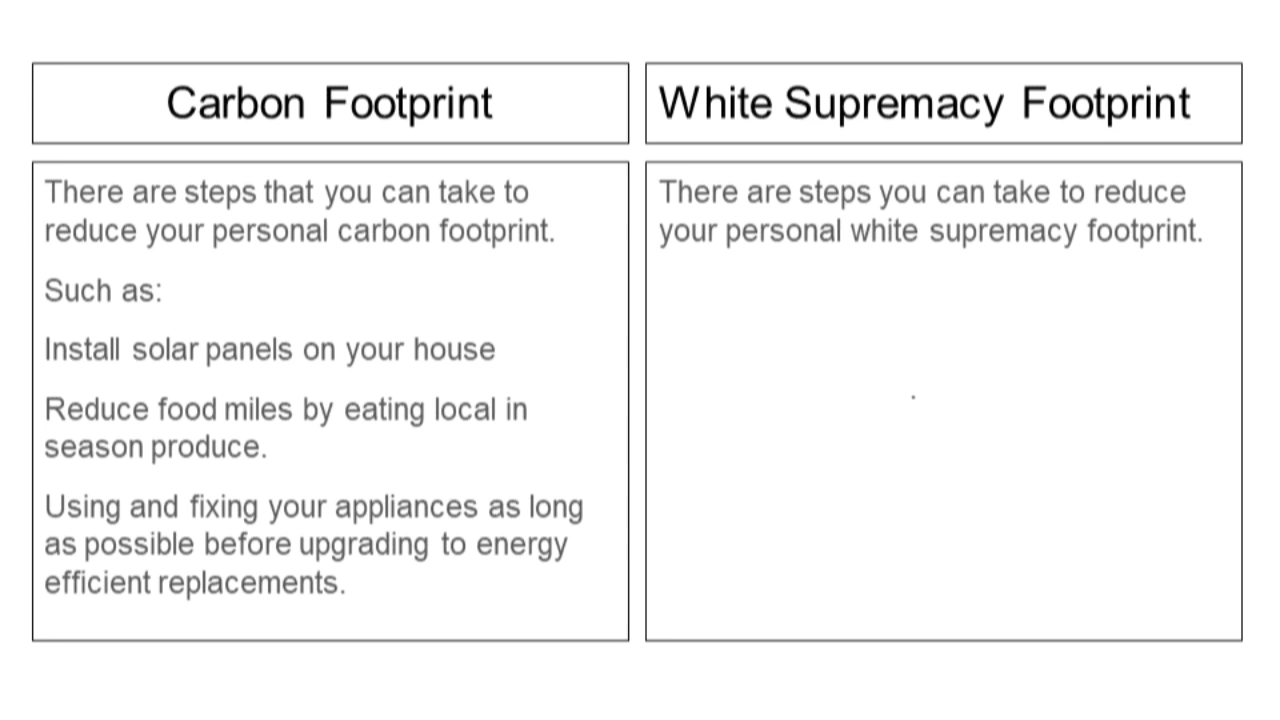 Carbon Footprint
White Supremacy Footprint
There are steps that you can take to
reduce your personal carbon footprint.
Such as:
Install solar panels on your house
Reduce food miles by eating local in
season produce.
Using and fixing your appliances as long
as possible before upgrading to energy
efficient replacements.
There are steps you can take to reduce
your personal white supremacy footprint.